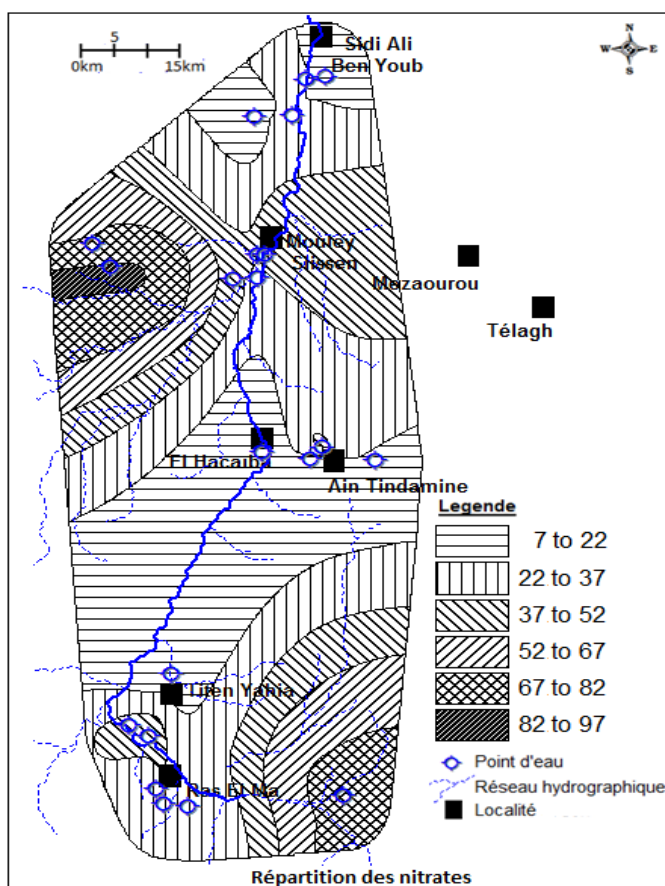 5
0km 15km
N
W E
S
Sidi Ali
Ben Youb
Mouley
Slissen
Mezaourou
Télagh
El Hacaiba
Ain Tindamine
Legende
7 to 22
22 to 37
37 to 52
52 to 67
67 to 82
82 to 97
Point d'eau
Réseau hydrographique
Localité
Titen Yahia
Ras El Ma
Répartition des nitrates